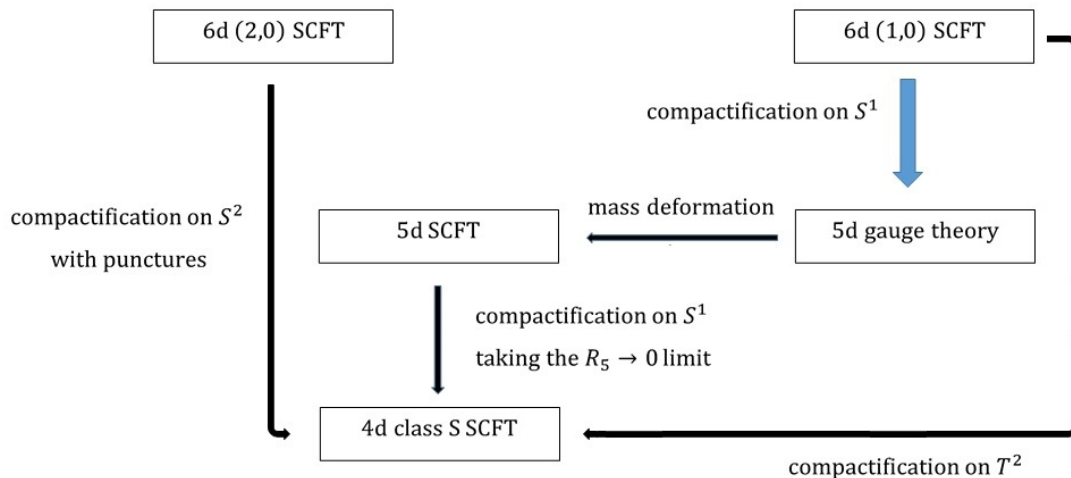 6d (2,0) SCFT
6d (1,0) SCFT
compactification on S¹
compactification on S²
with punctures
mass deformation
5d SCFT
5d gauge theory
compactification on S¹
taking the R₅ → 0 limit
4d class S SCFT
compactification on T²